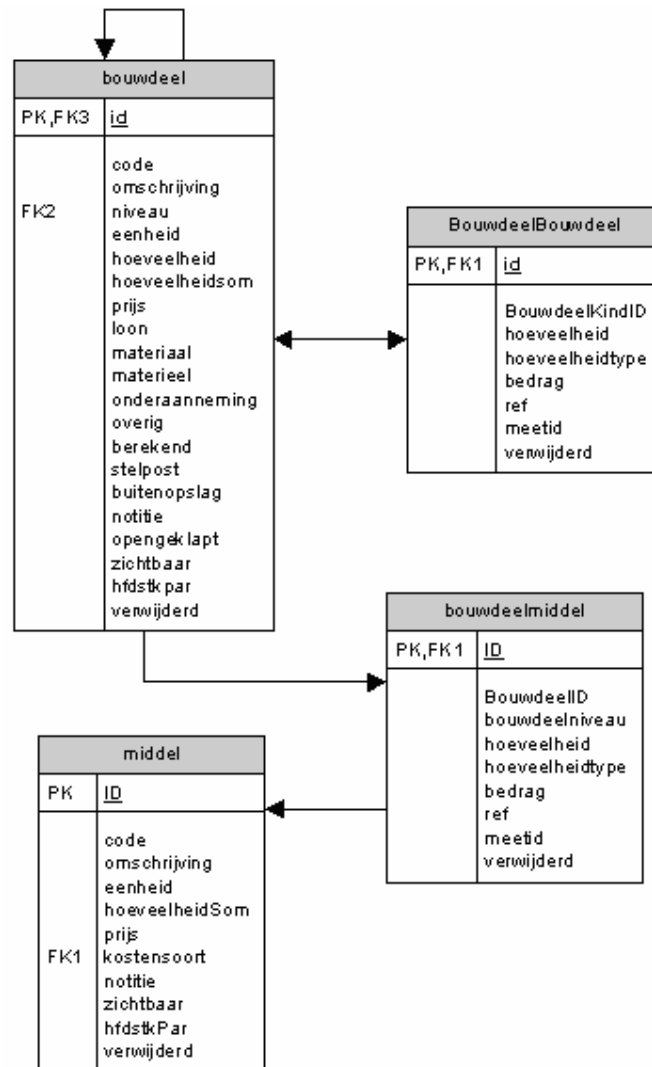 bouwdeel
PK,FK3 id
code
omschrijving
FK2 niveau
eenheid
hoeveelheid
hoeveelheidsom
prijs
loon
materiaal
materieel
onderaanneming
overig
berekend
stelpost
buitenopslag
notitie
opengeklapt
zichtbaar
hfdstkpar
verwijderd
BouwdeelBouwdeel
PK,FK1 id
BouwdeelKindID
hoeveelheid
hoeveelheidtype
bedrag
ref
meetid
verwijderd
bouwdeelmiddel
PK,FK1 ID
BouwdeelID
bouwdeelniveau
hoeveelheid
hoeveelheidtype
bedrag
ref
meetid
verwijderd
middel
PK ID
code
omschrijving
eenheid
hoeveelheidSom
prijs
FK1 kostensoort
notitie
zichtbaar
hfdstkPar
verwijderd